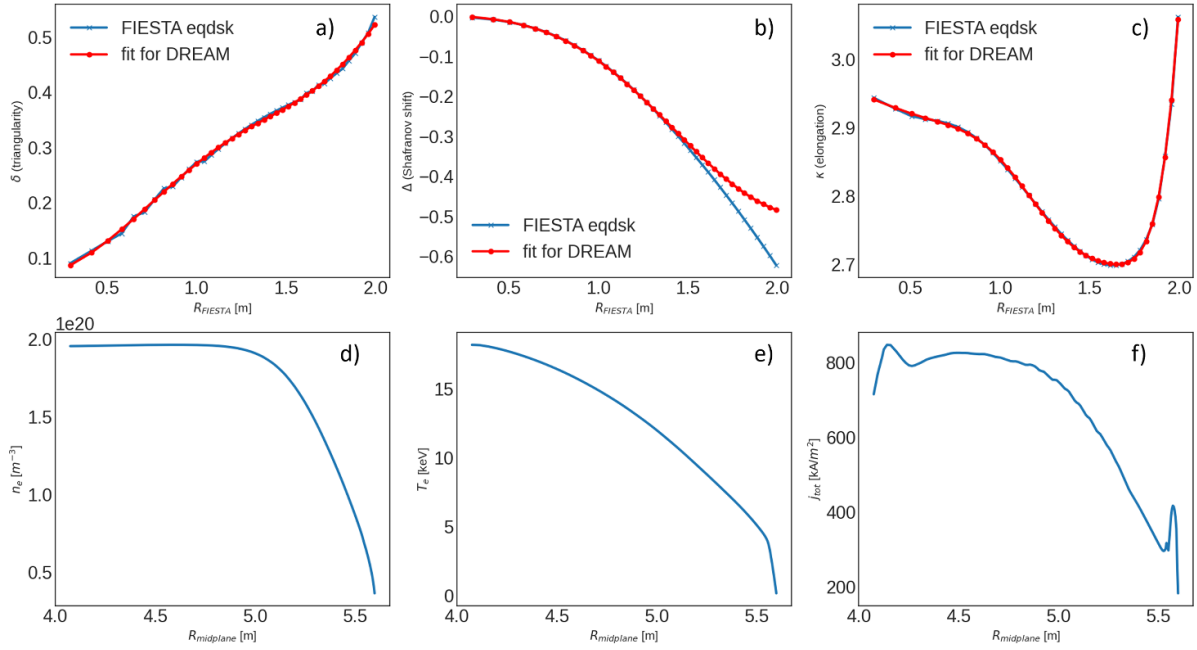 a)
FIESTA eqdsk
fit for DREAM
0.5
0.4
0.3
0.2
0.1
δ (triangularity)
0.5
1.0
1.5
2.0
R_FIESTA [m]
b)
0.0
−0.1
−0.2
−0.3
−0.4
−0.5
−0.6
Δ (Shafranov shift)
FIESTA eqdsk
fit for DREAM
0.5
1.0
1.5
2.0
R_FIESTA [m]
c)
FIESTA eqdsk
fit for DREAM
3.0
2.9
2.8
2.7
κ (elongation)
0.5
1.0
1.5
2.0
R_FIESTA [m]
1e20
d)
2.0
1.5
1.0
0.5
n_e [m⁻³]
4.0
4.5
5.0
5.5
R_midplane [m]
e)
15
10
5
0
T_e [keV]
4.0
4.5
5.0
5.5
R_midplane [m]
f)
800
600
400
200
j_tot [kA/m²]
4.0
4.5
5.0
5.5
R_midplane [m]